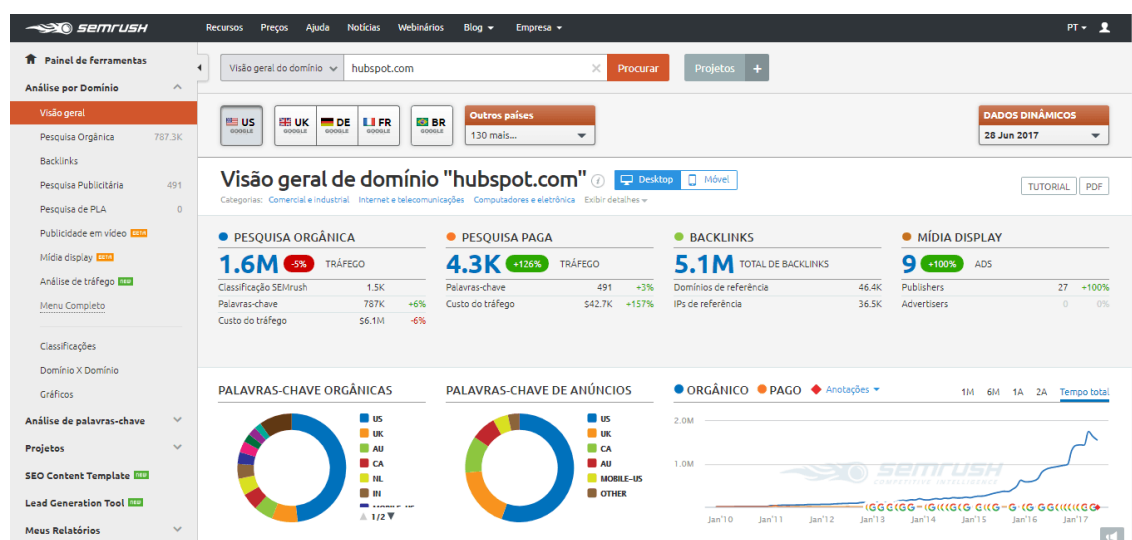 semrush
Recursos Preços Ajuda Notícias Webinários Blog Empresa PT
Painel de ferramentas
Análise por Domínio
Visão geral
Pesquisa Orgânica 787.3K
Backlinks
Pesquisa Publicitária 491
Pesquisa de PLA 0
Publicidade em vídeo BETA
Mídia display BETA
Análise de tráfego NEW
Menu Completo
Classificações
Domínio X Domínio
Gráficos
Análise de palavras-chave
Projetos
SEO Content Template NEW
Lead Generation Tool NEW
Meus Relatórios
Visão geral do domínio hubspot.com Procurar Projetos +
US GOOGLE
UK GOOGLE
DE GOOGLE
FR GOOGLE
BR GOOGLE
Outros países
130 mais...
DADOS DINÂMICOS
28 Jun 2017
Visão geral de domínio "hubspot.com" Desktop Móvel
TUTORIAL PDF
Categorias: Comercial e industrial Internet e telecomunicações Computadores e eletrônica Exibir detalhes
PESQUISA ORGÂNICA
1.6M -5% TRÁFEGO
Classificação SEMrush 1.5K
Palavras-chave 787K +6%
Custo do tráfego $6.1M -6%
PESQUISA PAGA
4.3K +126% TRÁFEGO
Palavras-chave 491 +3%
Custo do tráfego $42.7K +157%
BACKLINKS
5.1M TOTAL DE BACKLINKS
Domínios de referência 46.4K
IPs de referência 36.5K
MÍDIA DISPLAY
9 +100% ADS
Publishers 27 +100%
Advertisers 0 0%
PALAVRAS-CHAVE ORGÂNICAS
US
UK
AU
CA
NL
IN
1/2
PALAVRAS-CHAVE DE ANÚNCIOS
US
UK
CA
AU
MOBILE-US
OTHER
ORGÂNICO PAGO Anotações 1M 6M 1A 2A Tempo total
2.0M
1.0M
semrush
COMPETITIVE INTELLIGENCE
Jan'10 Jan'11 Jan'12 Jan'13 Jan'14 Jan'15 Jan'16 Jan'17